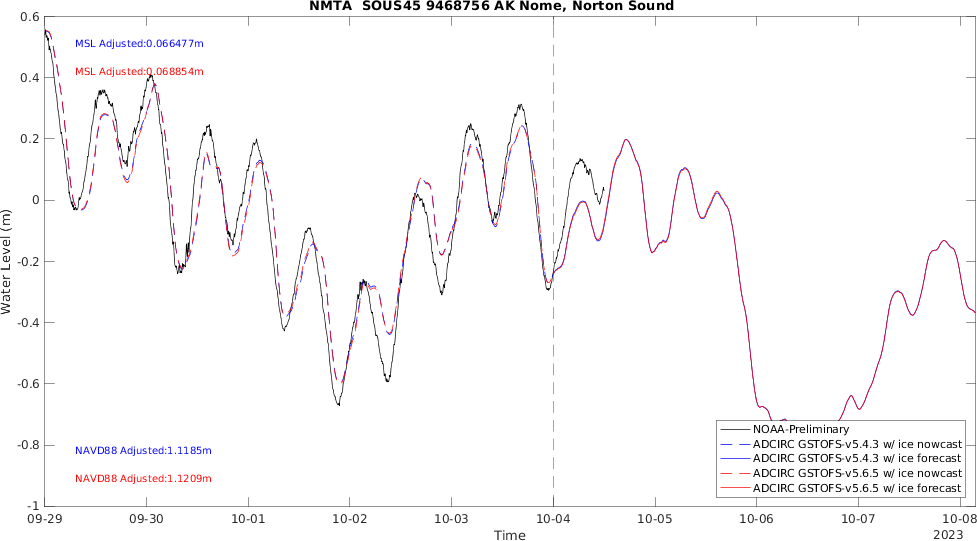 NMTA SOUS45 9468756 AK Nome, Norton Sound
0.6
0.4
0.2
0
-0.2
-0.4
-0.6
-0.8
-1
Water Level (m)
MSL Adjusted:0.066477m
MSL Adjusted:0.068854m
NAVD88 Adjusted:1.1185m
NAVD88 Adjusted:1.1209m
NOAA-Preliminary
ADCIRC GSTOFS-v5.4.3 w/ ice nowcast
ADCIRC GSTOFS-v5.4.3 w/ ice forecast
ADCIRC GSTOFS-v5.6.5 w/ ice nowcast
ADCIRC GSTOFS-v5.6.5 w/ ice forecast
09-29 09-30 10-01 10-02 10-03 10-04 10-05 10-06 10-07 10-08
2023
Time